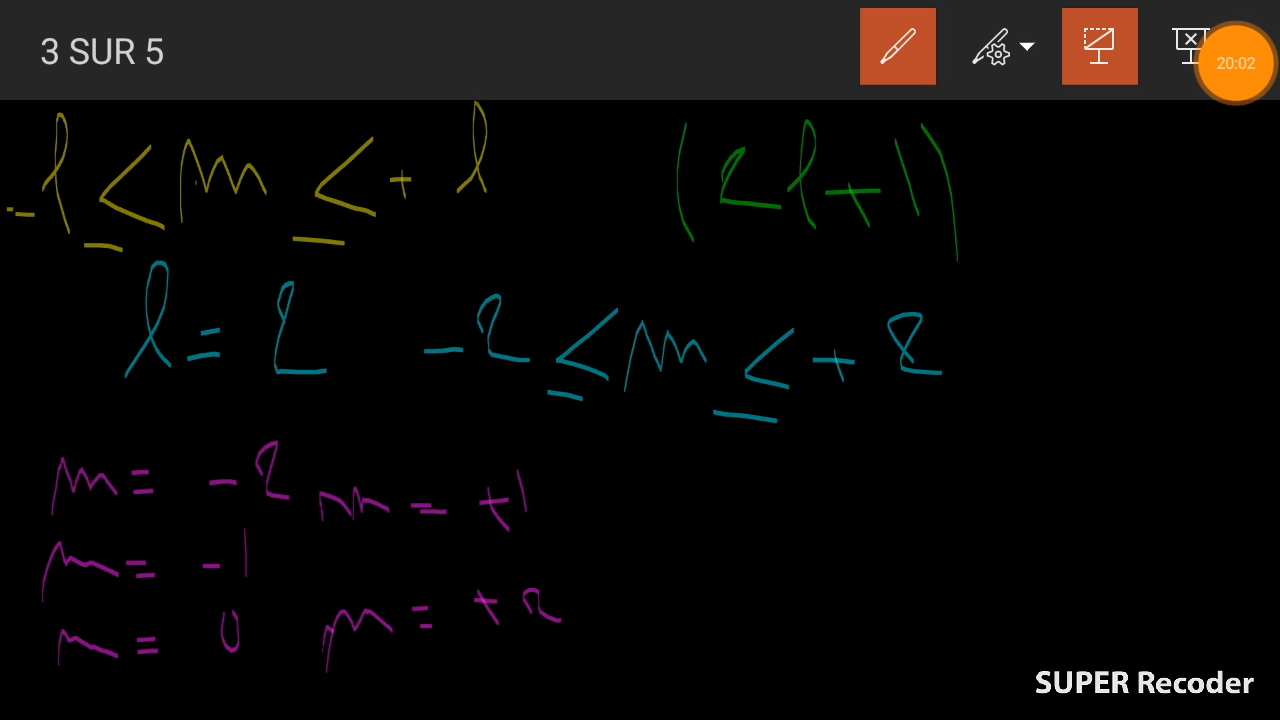 3 SUR 5
20:02
-l ≤ m ≤ +l (2l+1)
l = 2 -2 ≤ m ≤ +2
m = -2 m = +1
m = -1
m = 0 m = +2
SUPER Recoder